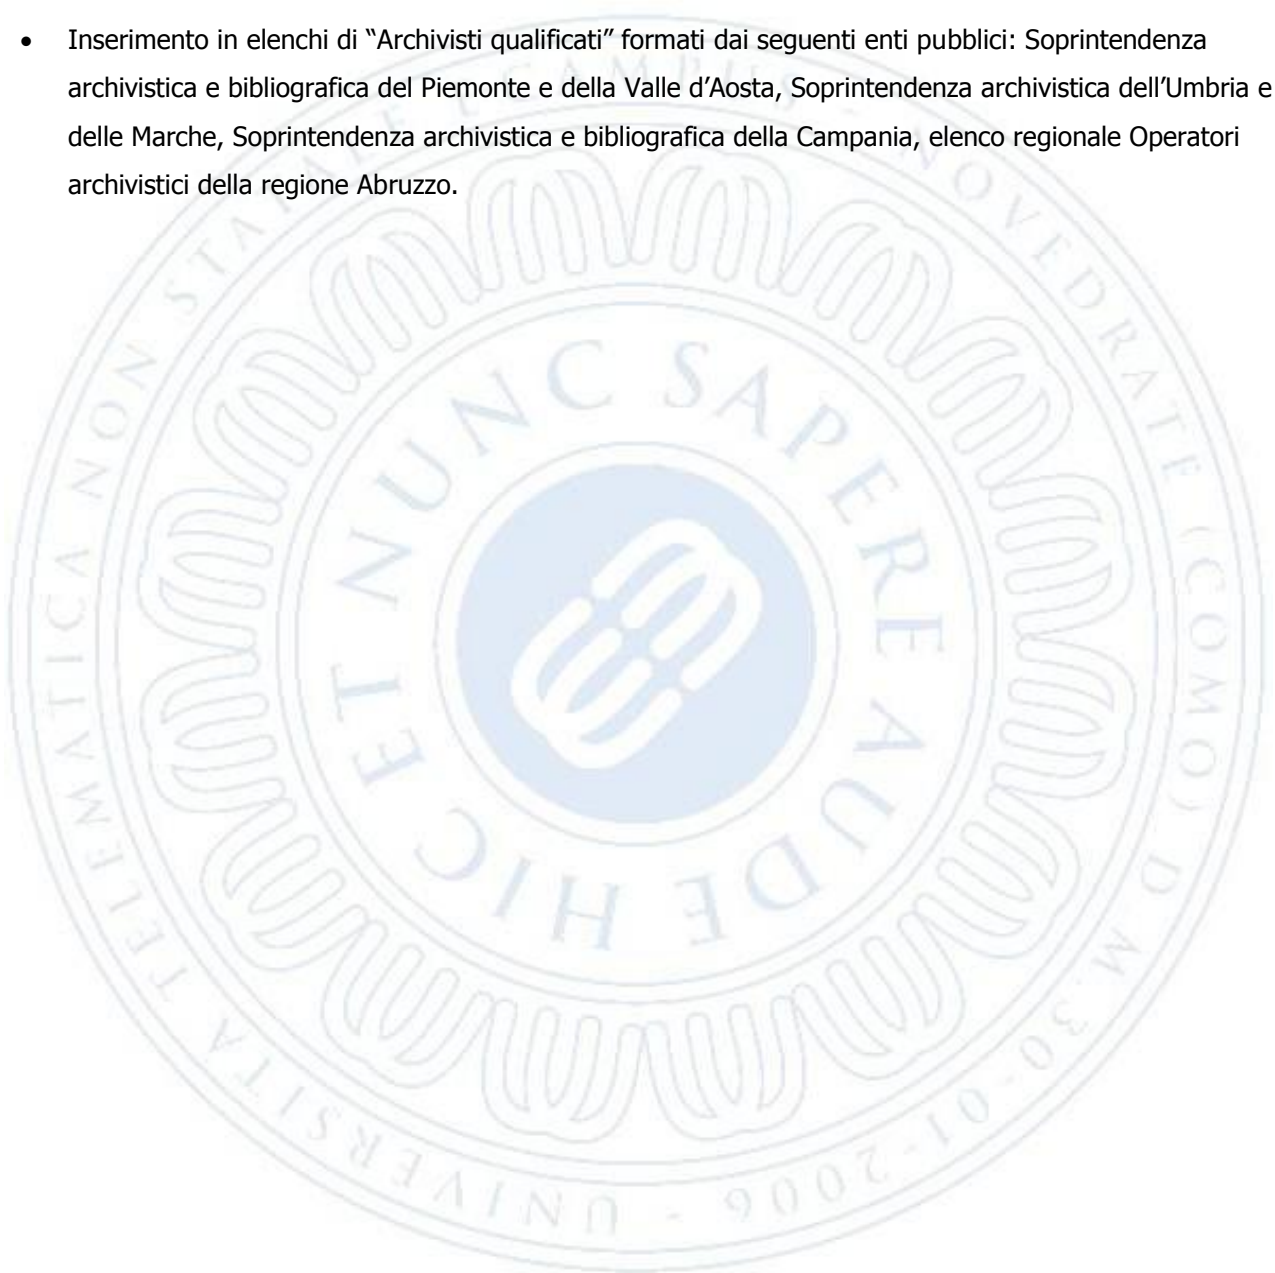 • Inserimento in elenchi di “Archivisti qualificati” formati dai seguenti enti pubblici: Soprintendenza
archivistica e bibliografica del Piemonte e della Valle d’Aosta, Soprintendenza archivistica dell’Umbria e
delle Marche, Soprintendenza archivistica e bibliografica della Campania, elenco regionale Operatori
archivistici della regione Abruzzo.
UNIVERSITÀ TELEMATICA NON STATALE E CAMPUS - NOVEDRATE (COMO) D.M. 30-01-2006 -
HIC ET NUNC SAPERE AUDE